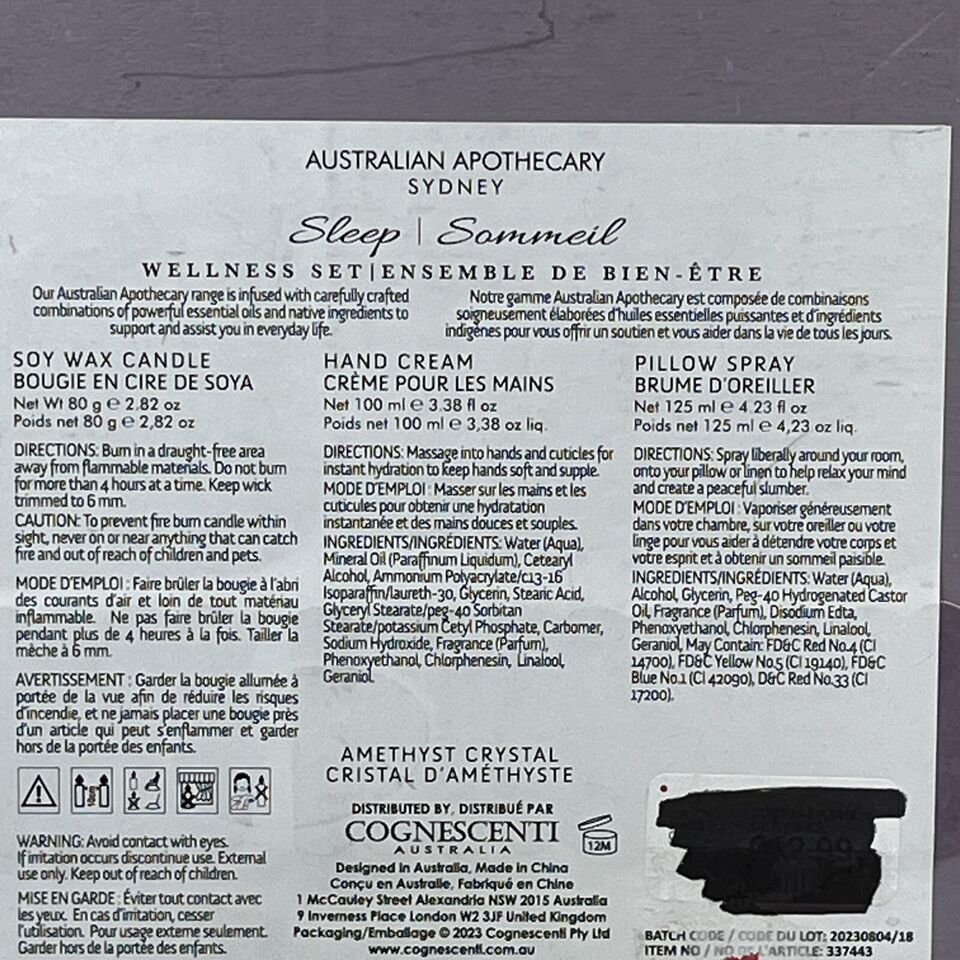 AUSTRALIAN APOTHECARY
SYDNEY
Sleep | Sommeil
WELLNESS SET|ENSEMBLE DE BIEN-ÊTRE
Our Australian Apothecary range is infused with carefully crafted
combinations of powerful essential oils and native ingredients to
support and assist you in everyday life.
Notre gamme Australian Apothecary est composée de combinaisons
soigneusement élaborées d'huiles essentielles puissantes et d'ingrédients
indigènes pour vous offrir un soutien et vous aider dans la vie de tous les jours.
SOY WAX CANDLE
BOUGIE EN CIRE DE SOYA
Net Wt 80 g e 2.82 oz
Poids net 80 g e 2,82 oz
DIRECTIONS: Burn in a draught-free area
away from flammable materials. Do not burn
for more than 4 hours at a time. Keep wick
trimmed to 6 mm.
CAUTION: To prevent fire burn candle within
sight, never on or near anything that can catch
fire and out of reach of children and pets.
MODE D'EMPLOI : Faire brûler la bougie à l'abri
des courants d'air et loin de tout matériau
inflammable. Ne pas faire brûler la bougie
pendant plus de 4 heures à la fois. Tailler la
mèche à 6 mm.
AVERTISSEMENT : Garder la bougie allumée à
portée de la vue afin de réduire les risques
d'incendie, et ne jamais placer une bougie près
d'un article qui peut s'enflammer et garder
hors de la portée des enfants.
WARNING: Avoid contact with eyes.
If irritation occurs discontinue use. External
use only. Keep out of reach of children.
MISE EN GARDE : Éviter tout contact avec
les yeux. En cas d'irritation, cesser
l'utilisation. Pour usage externe seulement.
Garder hors de la portée des enfants.
HAND CREAM
CRÈME POUR LES MAINS
Net 100 ml e 3.38 fl oz
Poids net 100 ml e 3,38 oz liq.
DIRECTIONS: Massage into hands and cuticles for
instant hydration to keep hands soft and supple.
MODE D'EMPLOI : Masser sur les mains et les
cuticules pour obtenir une hydratation
instantanée et des mains douces et souples.
INGREDIENTS/INGRÉDIENTS: Water (Aqua),
Mineral Oil (Paraffinum Liquidum), Cetearyl
Alcohol, Ammonium Polyacrylate/c13-16
Isoparaffin/laureth-30, Glycerin, Stearic Acid,
Glyceryl Stearate/peg-40 Sorbitan
Stearate/potassium Cetyl Phosphate, Carbomer,
Sodium Hydroxide, Fragrance (Parfum),
Phenoxyethanol, Chlorphenesin, Linalool,
Geraniol.
AMETHYST CRYSTAL
CRISTAL D'AMÉTHYSTE
DISTRIBUTED BY, DISTRIBUÉ PAR
COGNESCENTI
AUSTRALIA
12M
Designed in Australia, Made in China
Conçu en Australie, Fabriqué en Chine
1 McCauley Street Alexandria NSW 2015 Australia
9 Inverness Place London W2 3JF United Kingdom
Packaging/Emballage © 2023 Cognescenti Pty Ltd
www.cognescenti.com.au
PILLOW SPRAY
BRUME D'OREILLER
Net 125 ml e 4.23 fl oz
Poids net 125 ml e 4,23 oz liq.
DIRECTIONS: Spray liberally around your room,
onto your pillow or linen to help relax your mind
and create a peaceful slumber.
MODE D'EMPLOI : Vaporiser généreusement
dans votre chambre, sur votre oreiller ou votre
linge pour vous aider à détendre votre corps et
votre esprit et à obtenir un sommeil paisible.
INGREDIENTS/INGRÉDIENTS: Water (Aqua),
Alcohol, Glycerin, Peg-40 Hydrogenated Castor
Oil, Fragrance (Parfum), Disodium Edta,
Phenoxyethanol, Chlorphenesin, Linalool,
Geraniol, May Contain: FD&C Red No.4 (CI
14700), FD&C Yellow No.5 (CI 19140), FD&C
Blue No.1 (CI 42090), D&C Red No.33 (CI
17200).
BATCH CODE / CODE DU LOT: 20230804/18
ITEM NO / NO DE L'ARTICLE: 337443